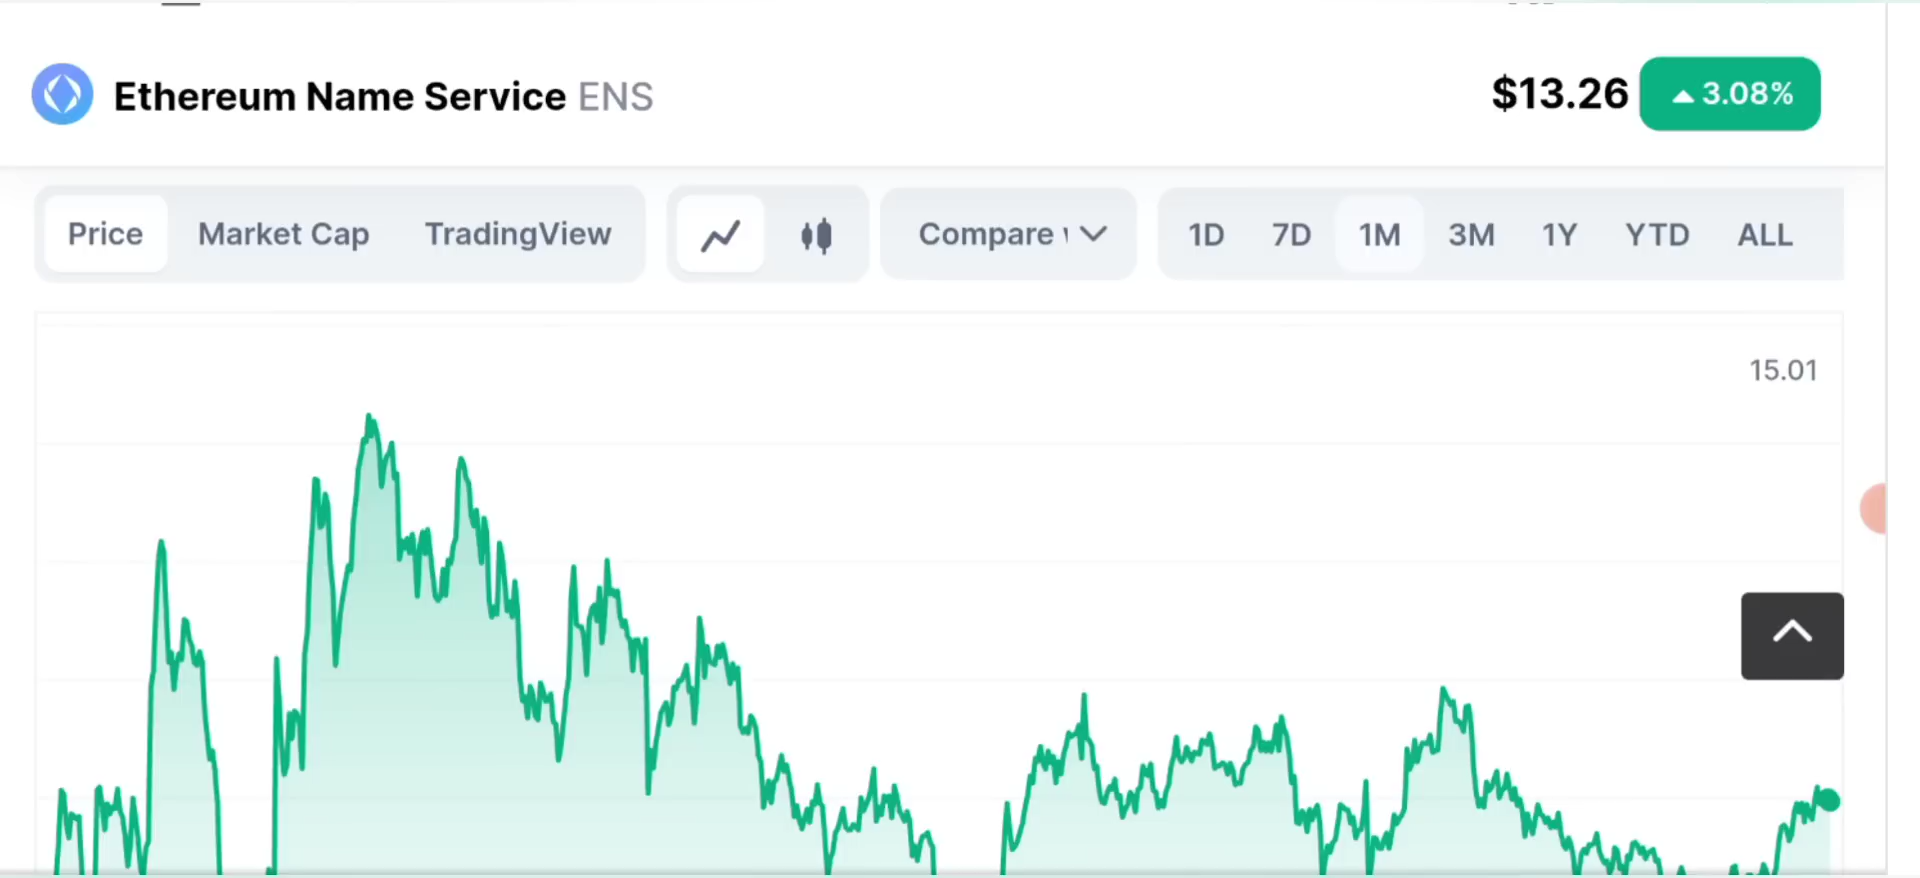 Ethereum Name Service ENS
$13.26 ▲ 3.08%
Price Market Cap TradingView Compare 1D 7D 1M 3M 1Y YTD ALL
15.01